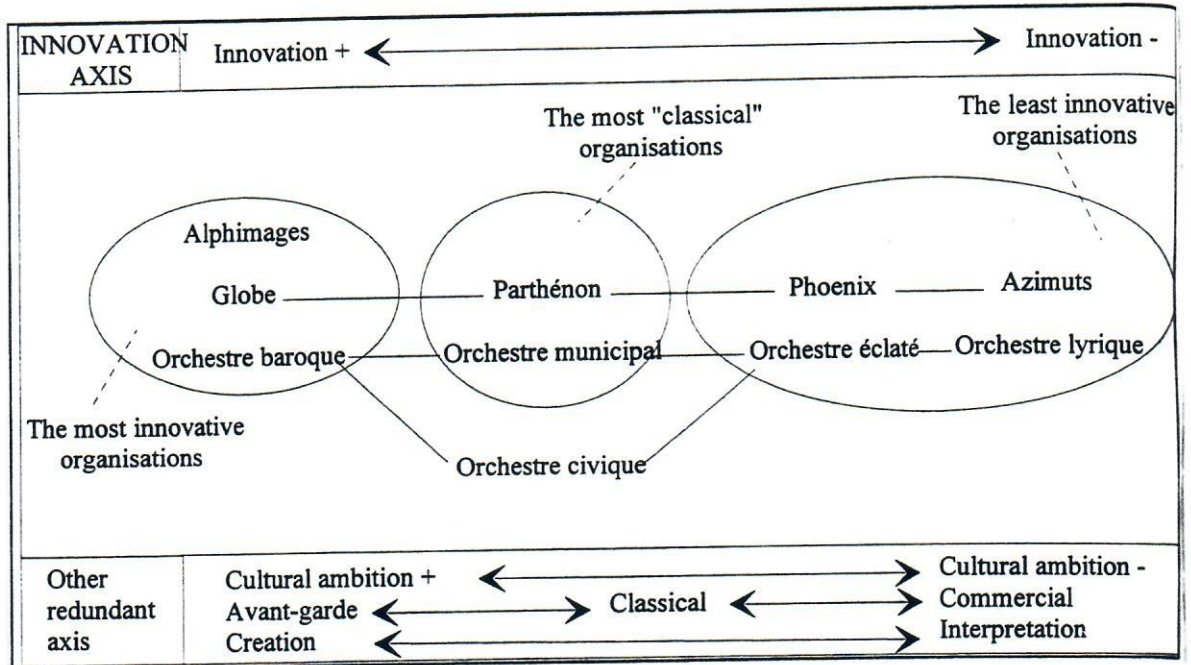 INNOVATION
AXIS
Innovation +
Innovation -
The most "classical"
organisations
The least innovative
organisations
Alphimages
Globe
Parthénon
Phoenix
Azimuts
Orchestre baroque
Orchestre municipal
Orchestre éclaté
Orchestre lyrique
The most innovative
organisations
Orchestre civique
Other
redundant
axis
Cultural ambition +
Cultural ambition -
Avant-garde
Classical
Commercial
Creation
Interpretation